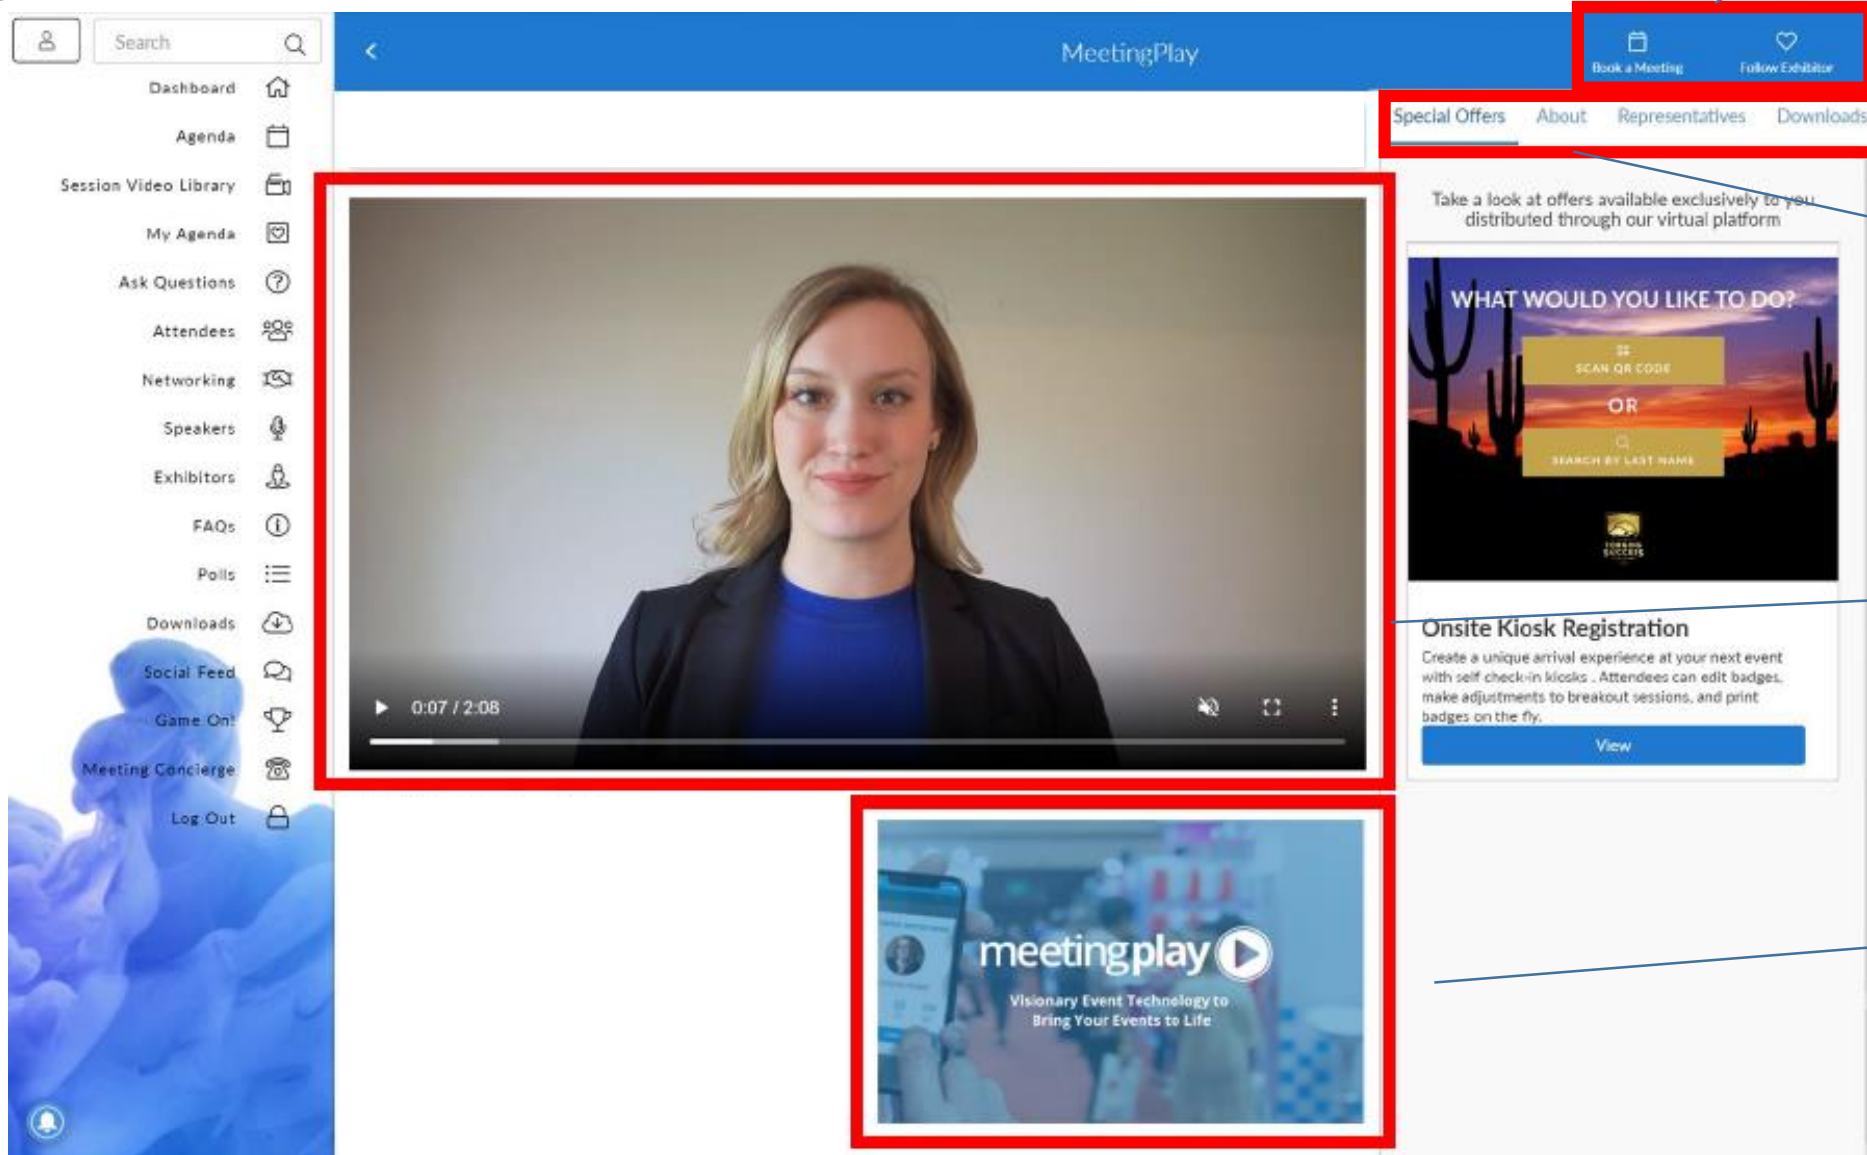 Search
Dashboard
Agenda
Session Video Library
My Agenda
Ask Questions
Attendees
Networking
Speakers
Exhibitors
FAQs
Polls
Downloads
Social Feed
Game On!
Meeting Concierge
Log Out
MeetingPlay
Book a Meeting
Follow Exhibitor
Special Offers About Representatives Downloads
0:07 / 2:08
meetingplay
Visionary Event Technology to
Bring Your Events to Life
Take a look at offers available exclusively to you
distributed through our virtual platform
WHAT WOULD YOU LIKE TO DO?
SCAN QR CODE
OR
SEARCH BY LAST NAME
FORGING
SUCCESS
Onsite Kiosk Registration
Create a unique arrival experience at your next event
with self check-in kiosks . Attendees can edit badges,
make adjustments to breakout sessions, and print
badges on the fly.
View